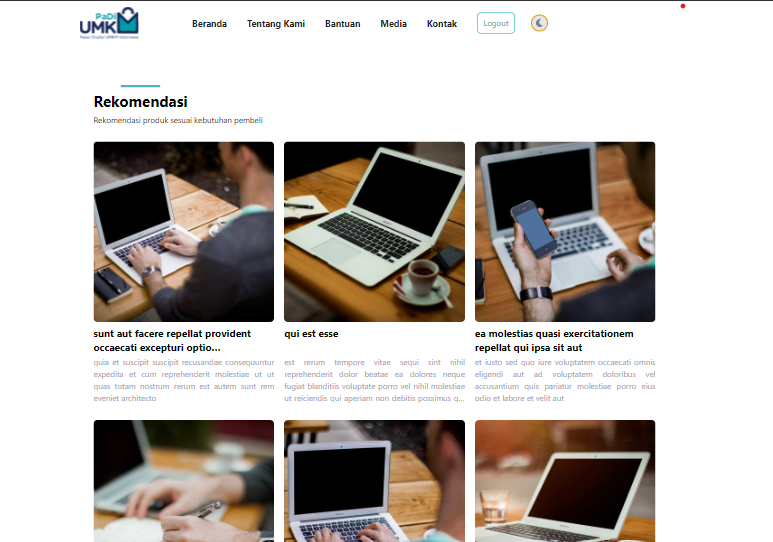 PaDi
UMK
Beranda
Tentang Kami
Bantuan
Media
Kontak
Logout
Rekomendasi
Rekomendasi produk sesuai kebutuhan pembeli
sunt aut facere repellat provident
occaecati excepturi optio...
quia et suscipit suscipit recusandae consequuntur
expedita et cum reprehenderit molestiae ut ut
quas totam nostrum rerum est autem sunt rem
eveniet architecto
qui est esse
est rerum tempore vitae sequi sint nihil
reprehenderit dolor beatae ea dolores neque
fugiat blanditiis voluptate porro vel nihil molestiae
ut reiciendis qui aperiam non debitis possimus q...
ea molestias quasi exercitationem
repellat qui ipsa sit aut
et iusto sed quo iure voluptatem occaecati omnis
eligendi aut ad voluptatem doloribus vel
accusantium quis pariatur molestiae porro eius
odio et labore et velit aut